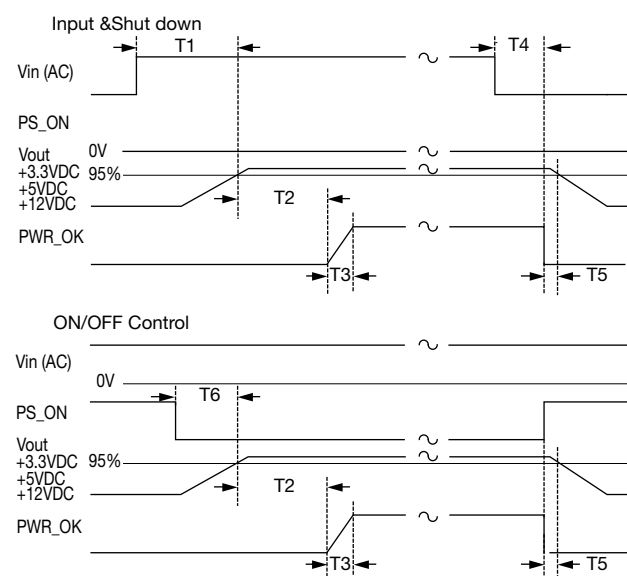 Input &Shut down
T1
T4
Vin (AC)
PS_ON
Vout 0V
+3.3VDC 95%
+5VDC
+12VDC
T2
PWR_OK
T3
T5
ON/OFF Control
Vin (AC)
0V
T6
PS_ON
Vout
+3.3VDC 95%
+5VDC
+12VDC
T2
PWR_OK
T3
T5